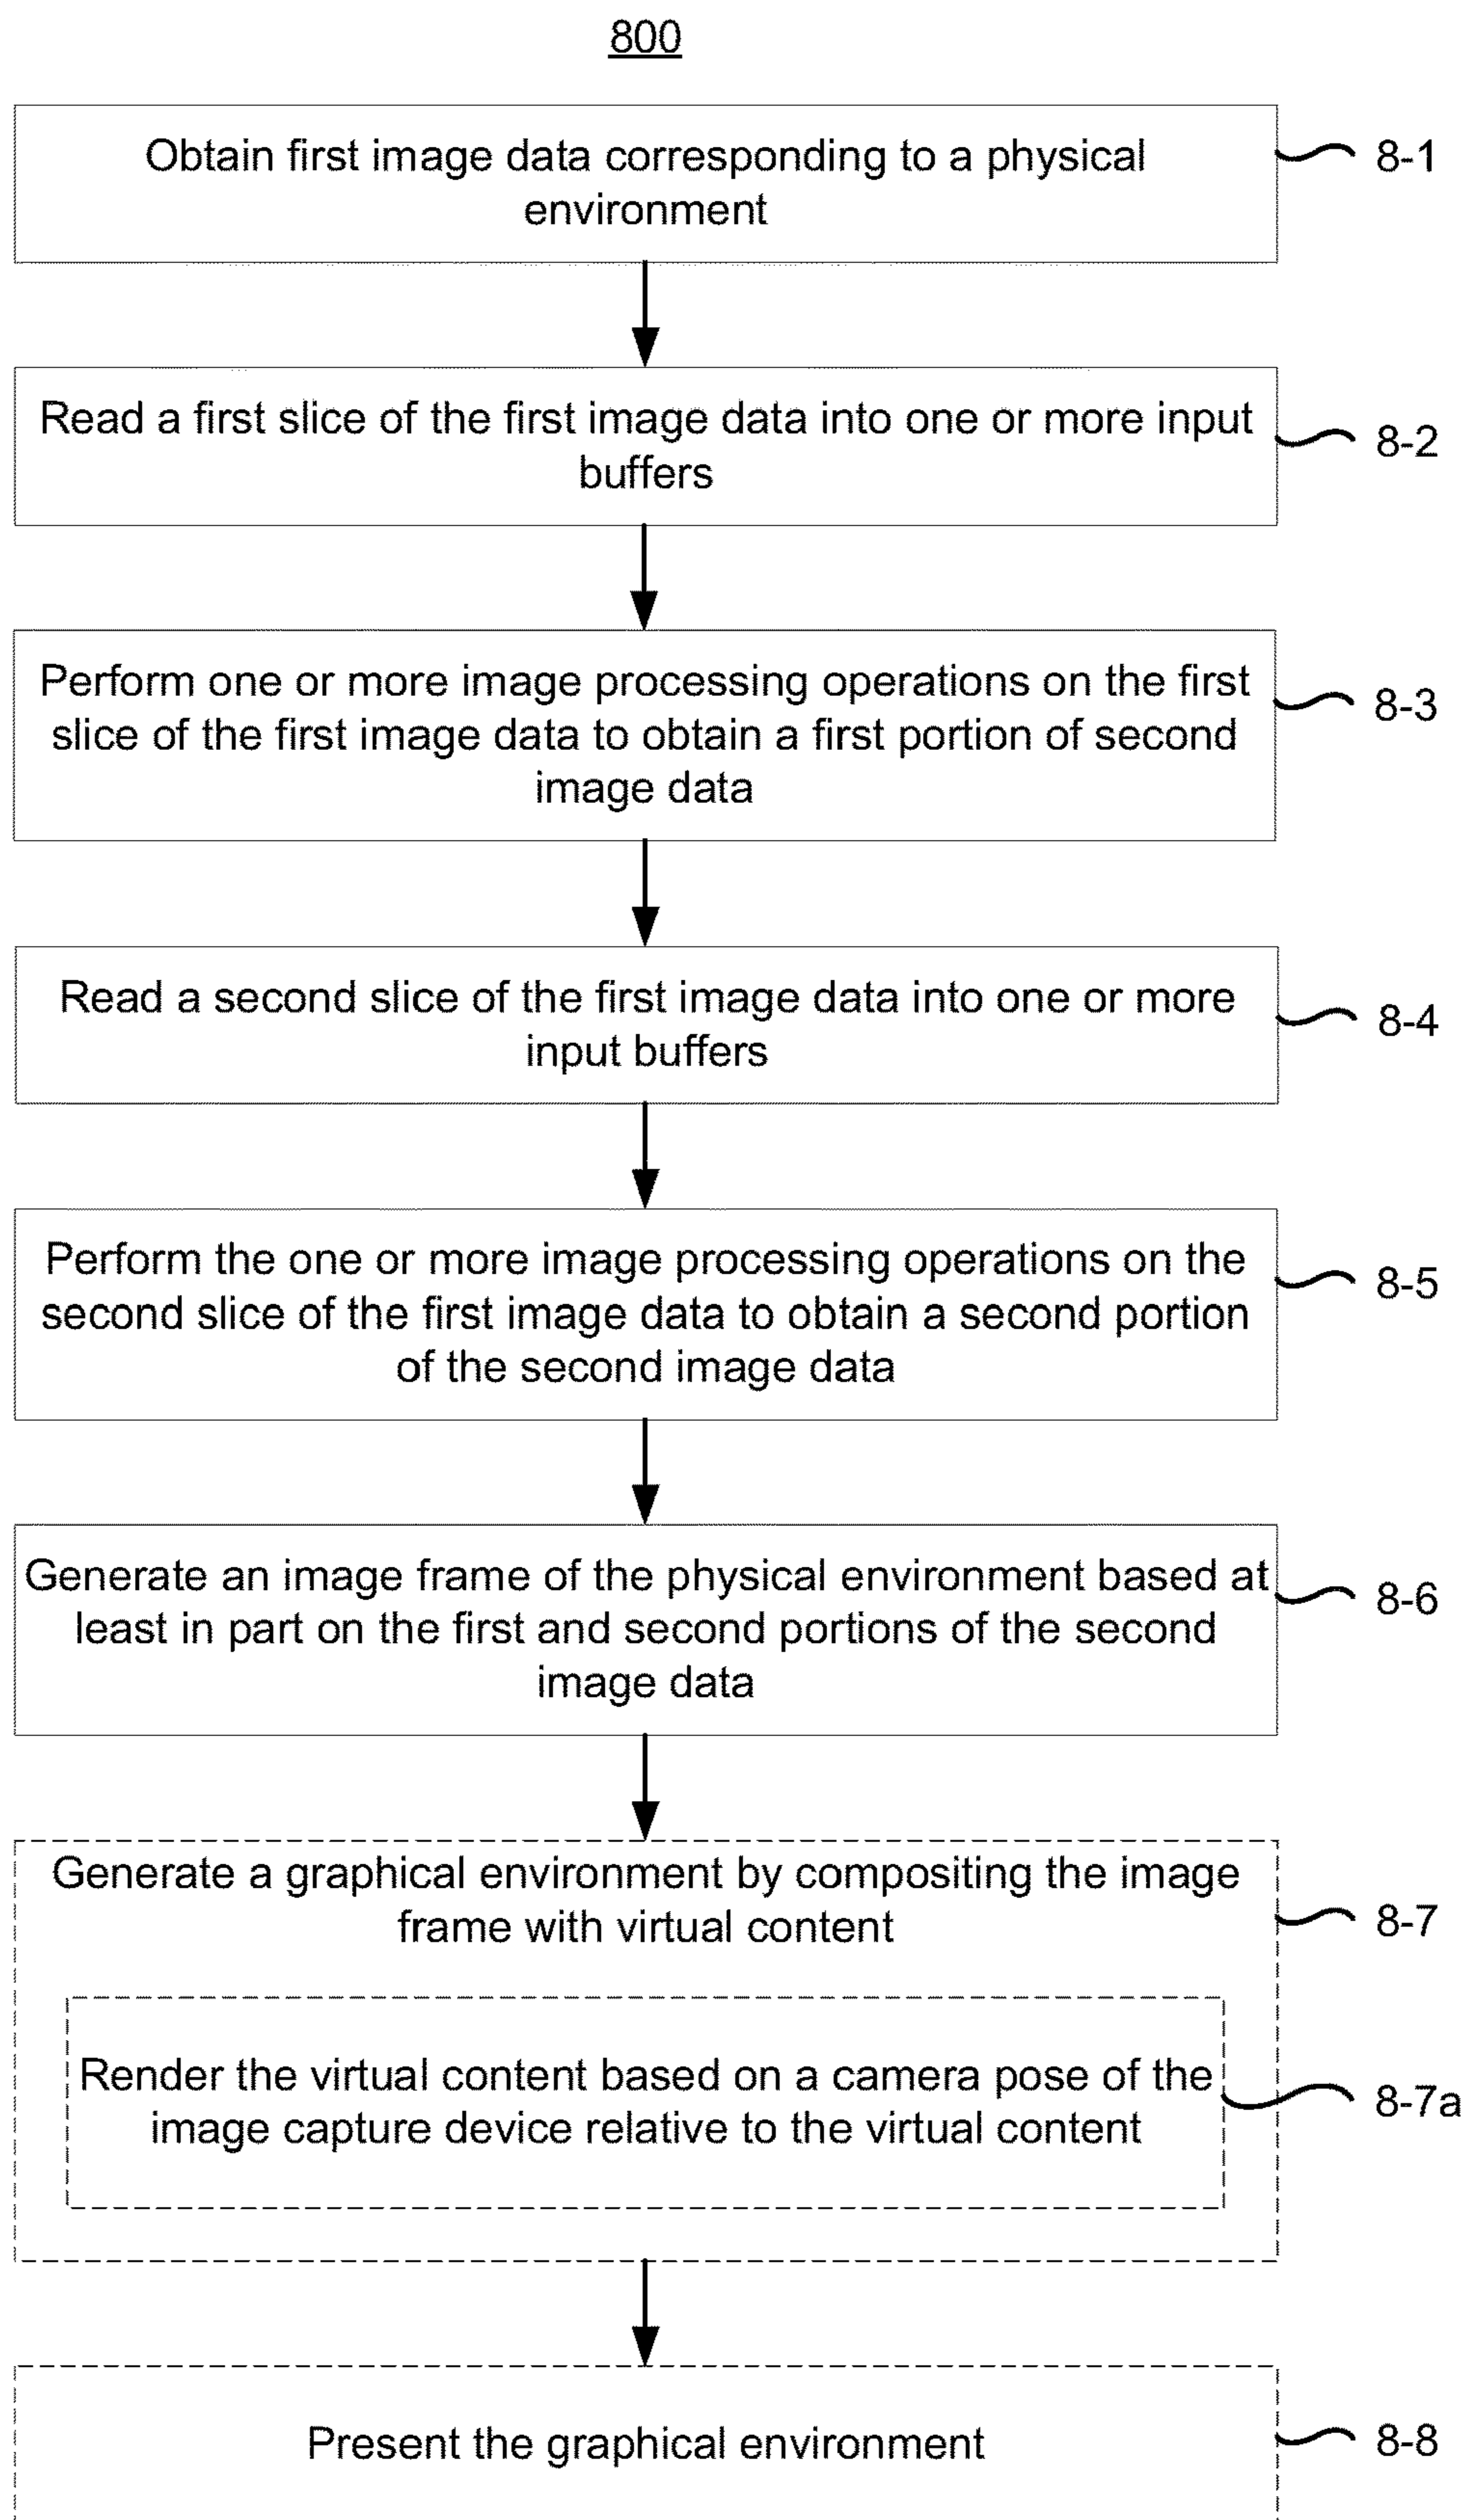 800
Obtain first image data corresponding to a physical
environment
8-1
Read a first slice of the first image data into one or more input
buffers
8-2
Perform one or more image processing operations on the first
slice of the first image data to obtain a first portion of second
image data
8-3
Read a second slice of the first image data into one or more
input buffers
8-4
Perform the one or more image processing operations on the
second slice of the first image data to obtain a second portion
of the second image data
8-5
Generate an image frame of the physical environment based at
least in part on the first and second portions of the second
image data
8-6
Generate a graphical environment by compositing the image
frame with virtual content
8-7
Render the virtual content based on a camera pose of the
image capture device relative to the virtual content
8-7a
Present the graphical environment
8-8